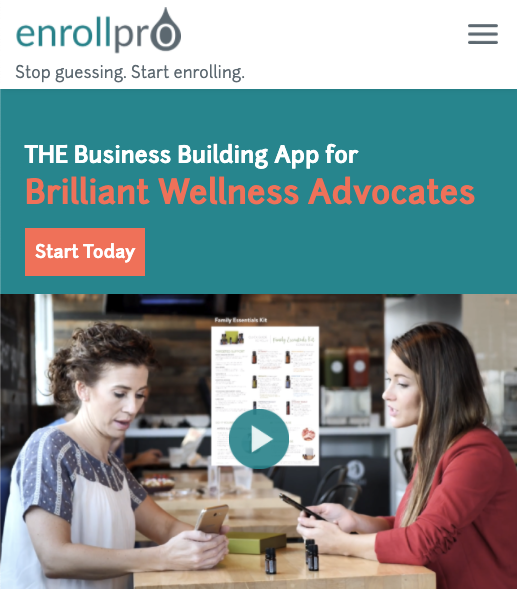 enrollpro
Stop guessing. Start enrolling.
THE Business Building App for
Brilliant Wellness Advocates
Start Today
Family Essentials Kit